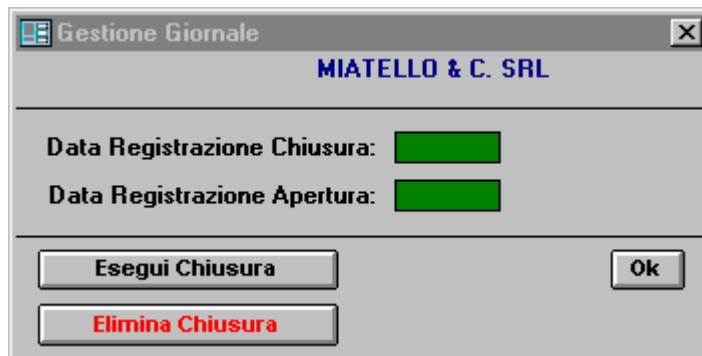 Gestione Giornale
MIATELLO & C. SRL
Data Registrazione Chiusura:
Data Registrazione Apertura:
Esegui Chiusura
Ok
Elimina Chiusura